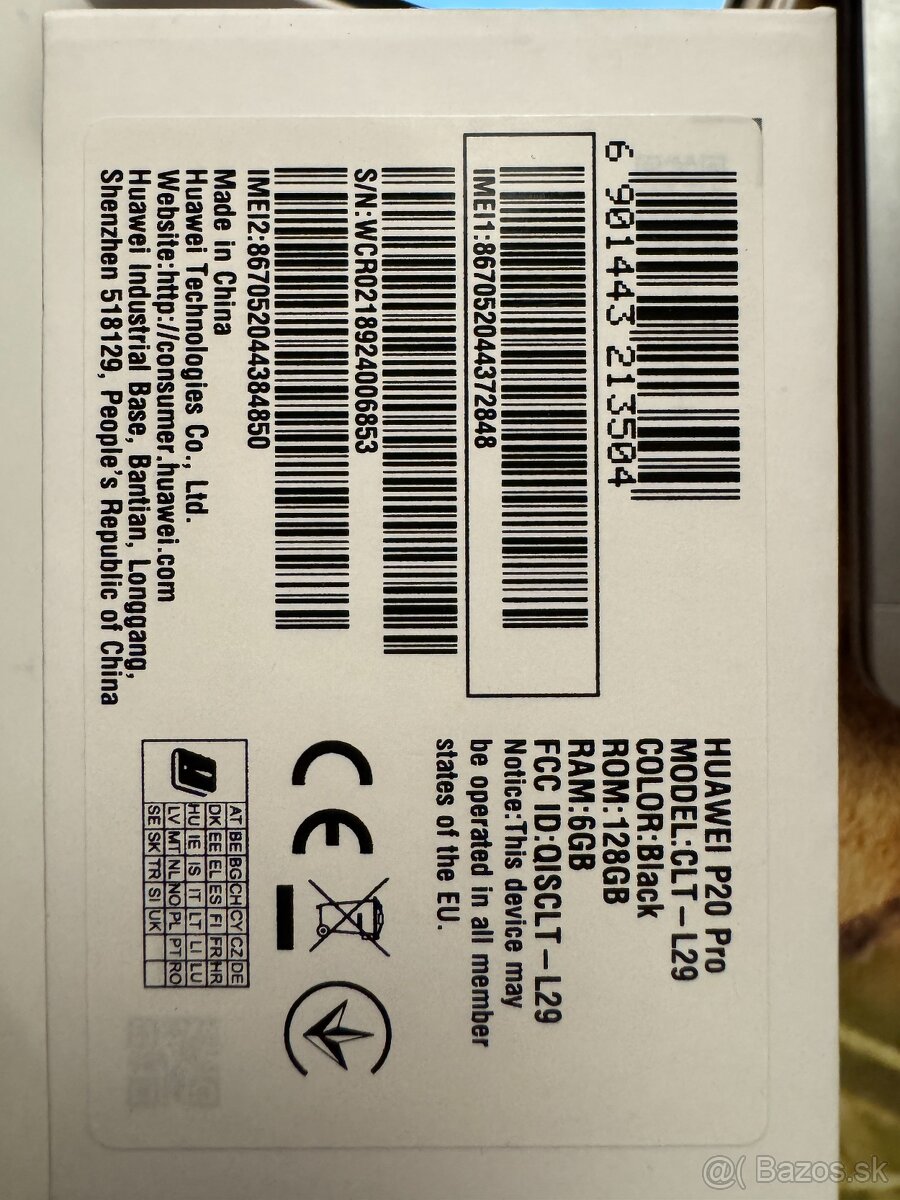 6 901443 213504
IMEI1:867052044372848
S/N:WCR0218924006853
IMEI2:867052044384850
Made in China
Huawei Technologies Co., Ltd.
Website:http://consumer.huawei.com
Huawei Industrial Base, Bantian, Longgang,
Shenzhen 518129, People's Republic of China
HUAWEI P20 Pro
MODEL:CLT-L29
COLOR:Black
ROM:128GB
RAM:6GB
FCC ID:QISCLT-L29
Notice:This device may
be operated in all member
states of the EU.
CE
AT BE BG CH CY CZ DE
DK EE EL ES FI FR HR
HU IE IS IT LT LI LU
LV MT NL NO PL PT RO
SE SK TR SI UK
@( Bazos.sk